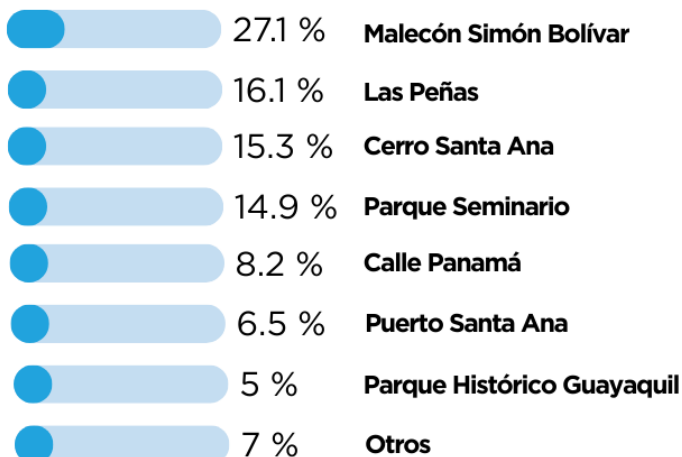 27.1 % Malecón Simón Bolívar
16.1 % Las Peñas
15.3 % Cerro Santa Ana
14.9 % Parque Seminario
8.2 % Calle Panamá
6.5 % Puerto Santa Ana
5 % Parque Histórico Guayaquil
7 % Otros